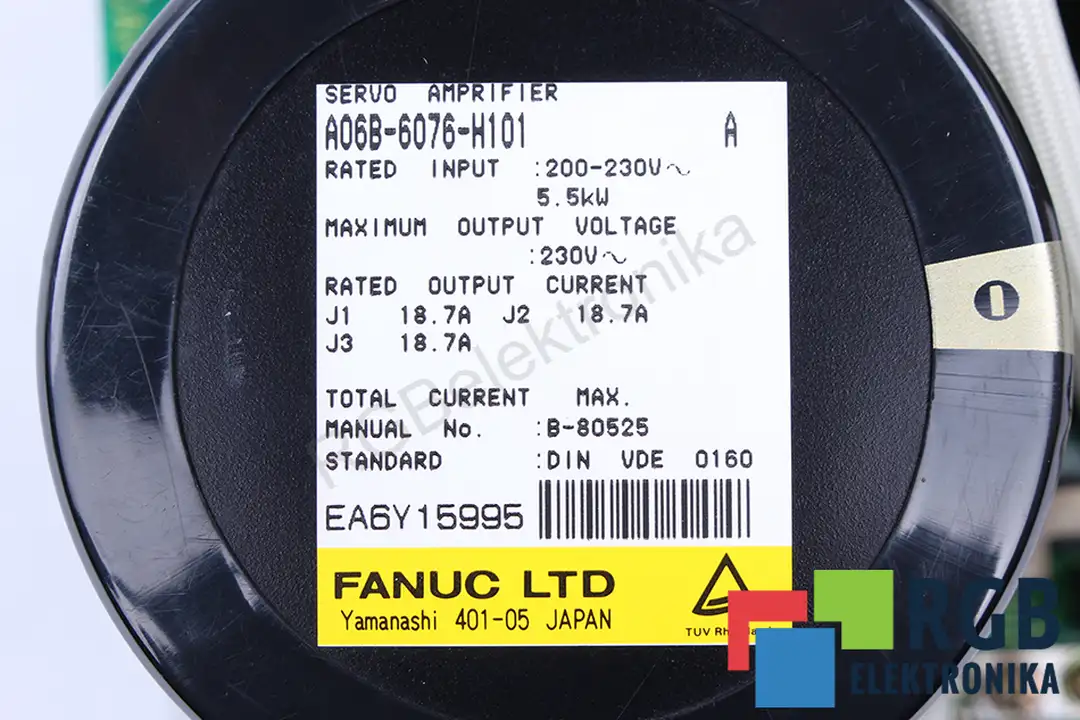 SERVO AMPRIFIER
A06B-6076-H101 A
RATED INPUT :200-230V～
5.5kW
MAXIMUM OUTPUT VOLTAGE
:230V～
RATED OUTPUT CURRENT
J1 18.7A J2 18.7A
J3 18.7A
TOTAL CURRENT MAX.
MANUAL No. :B-80525
STANDARD :DIN VDE 0160
EA6Y15995
FANUC LTD
Yamanashi 401-05 JAPAN
TUV
RGBelektronika
RGB
ELEKTRONIKA